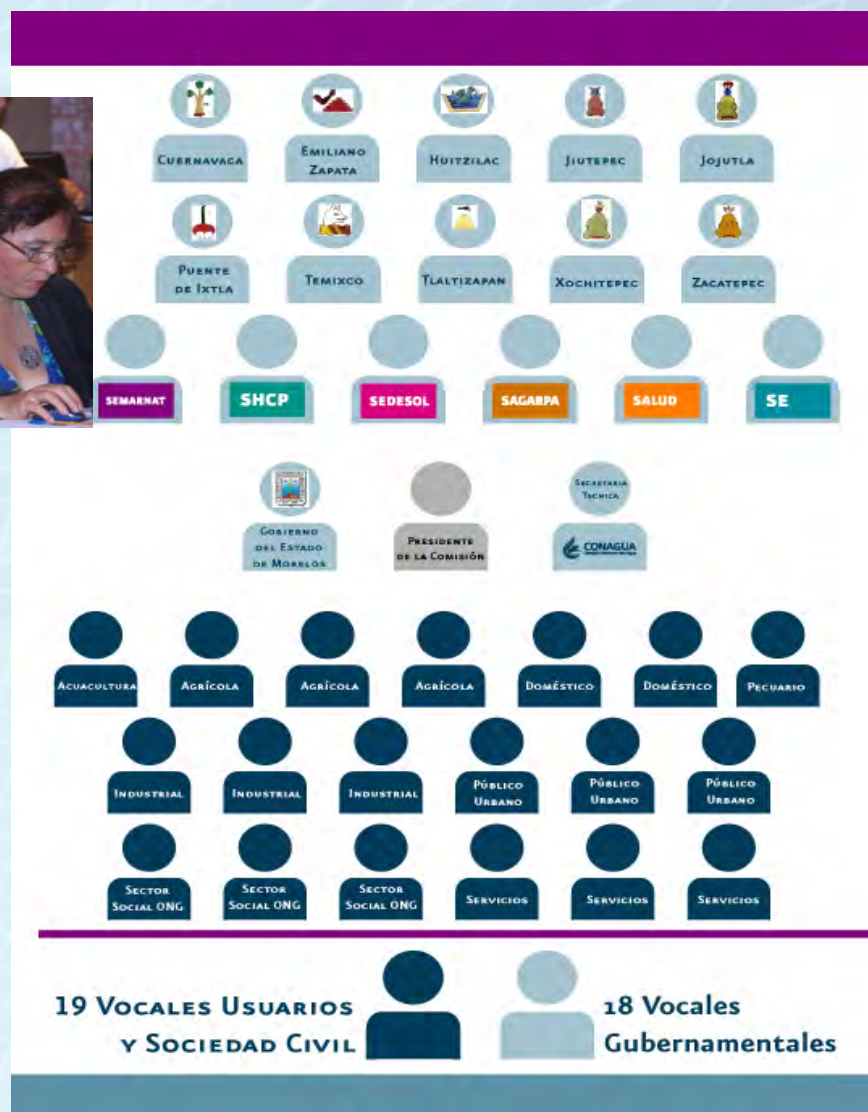 Cuernavaca
Emiliano
Zapata
Huitzilac
Jiutepec
Jojutla
Puente
de Ixtla
Temixco
Tlaltizapan
Xochitepec
Zacatepec
SEMARNAT
SHCP
SEDESOL
SAGARPA
SALUD
SE
Gobierno
del Estado
de Morelos
Presidente
de la Comisión
Secretaria
Tecnica
CONAGUA
Acuacultura
Agrícola
Agrícola
Agrícola
Doméstico
Doméstico
Pecuario
Industrial
Industrial
Industrial
Público
Urbano
Público
Urbano
Público
Urbano
Sector
Social ONG
Sector
Social ONG
Sector
Social ONG
Servicios
Servicios
Servicios
19 Vocales Usuarios
y Sociedad Civil
18 Vocales
Gubernamentales